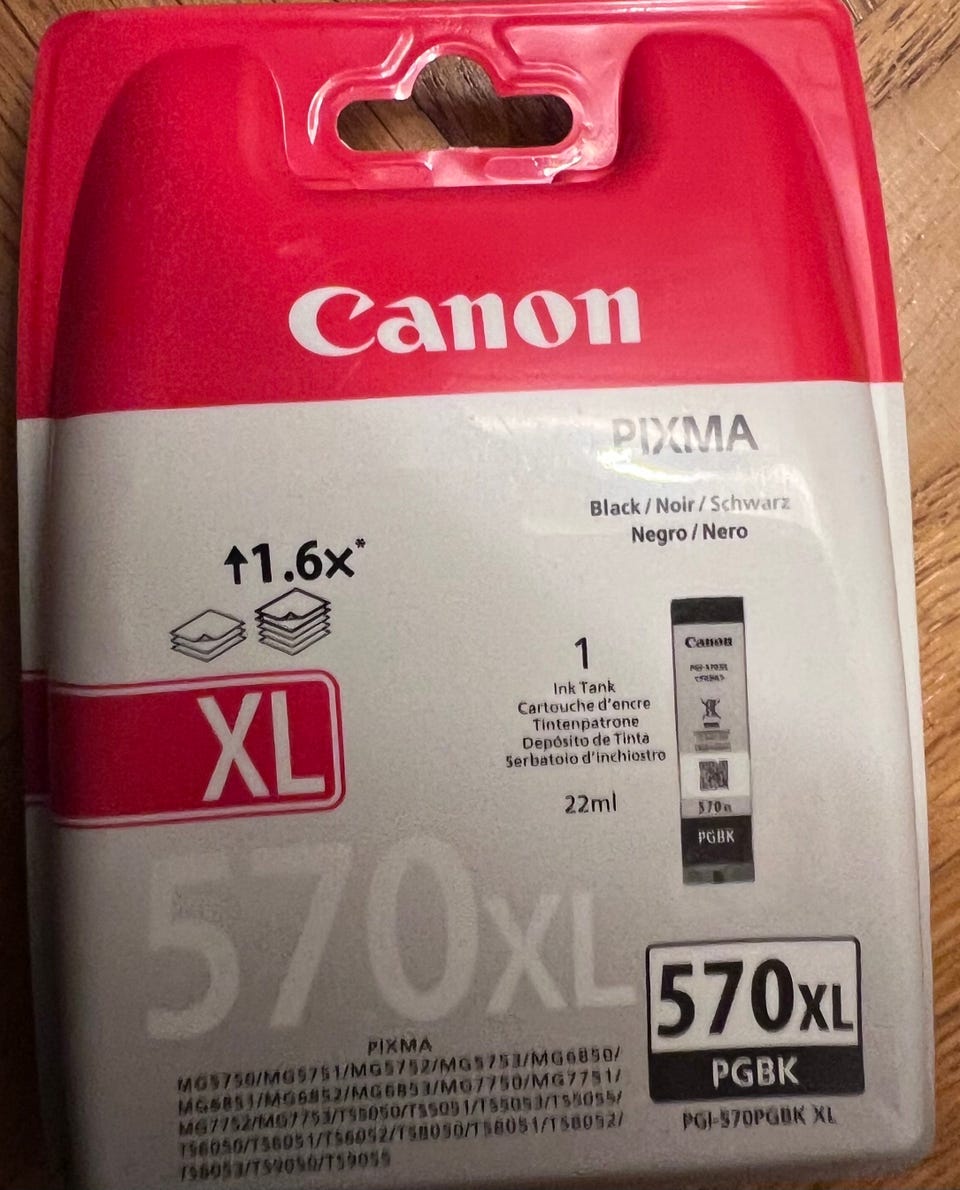 Canon
PIXMA
Black / Noir / Schwarz
Negro / Nero
↑1.6x*
XL
1
Ink Tank
Cartouche d'encre
Tintenpatrone
Depósito de Tinta
Serbatoio d'inchiostro
22ml
Canon
570XL
PGBK
570XL
570XL
PGBK
PGI-570PGBK XL
PIXMA
MG5750/MG5751/MG5752/MG5753/MG6850/
MG6851/MG6852/MG6853/MG7750/MG7751/
MG7752/MG7753/TS5050/TS5051/TS5053/TS5055/
TS6050/TS6051/TS6052/TS8050/TS8051/TS8052/
TS8053/TS9050/TS9055